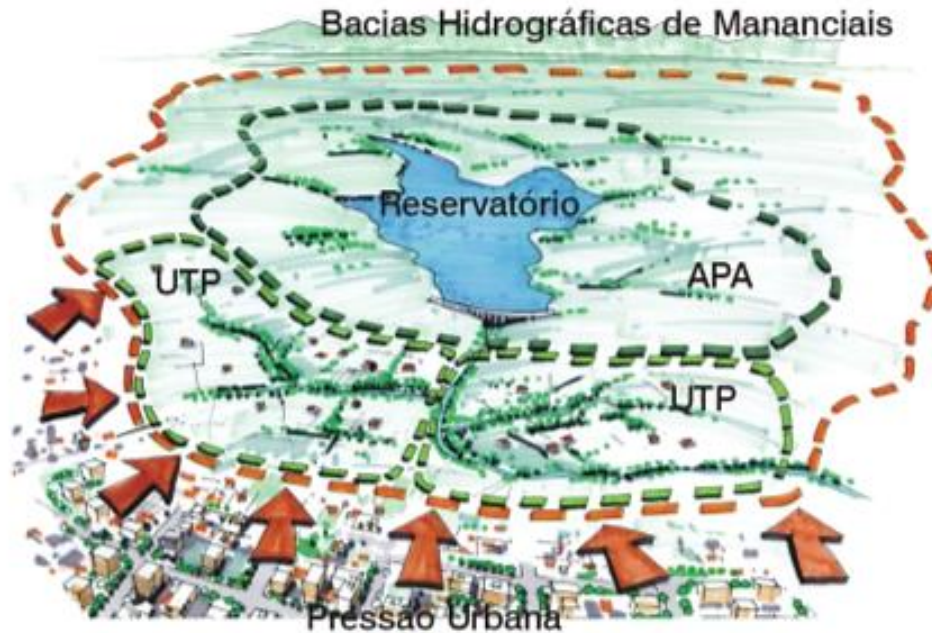 Bacias Hidrográficas de Mananciais
Reservatório
UTP
APA
UTP
Pressão Urbana